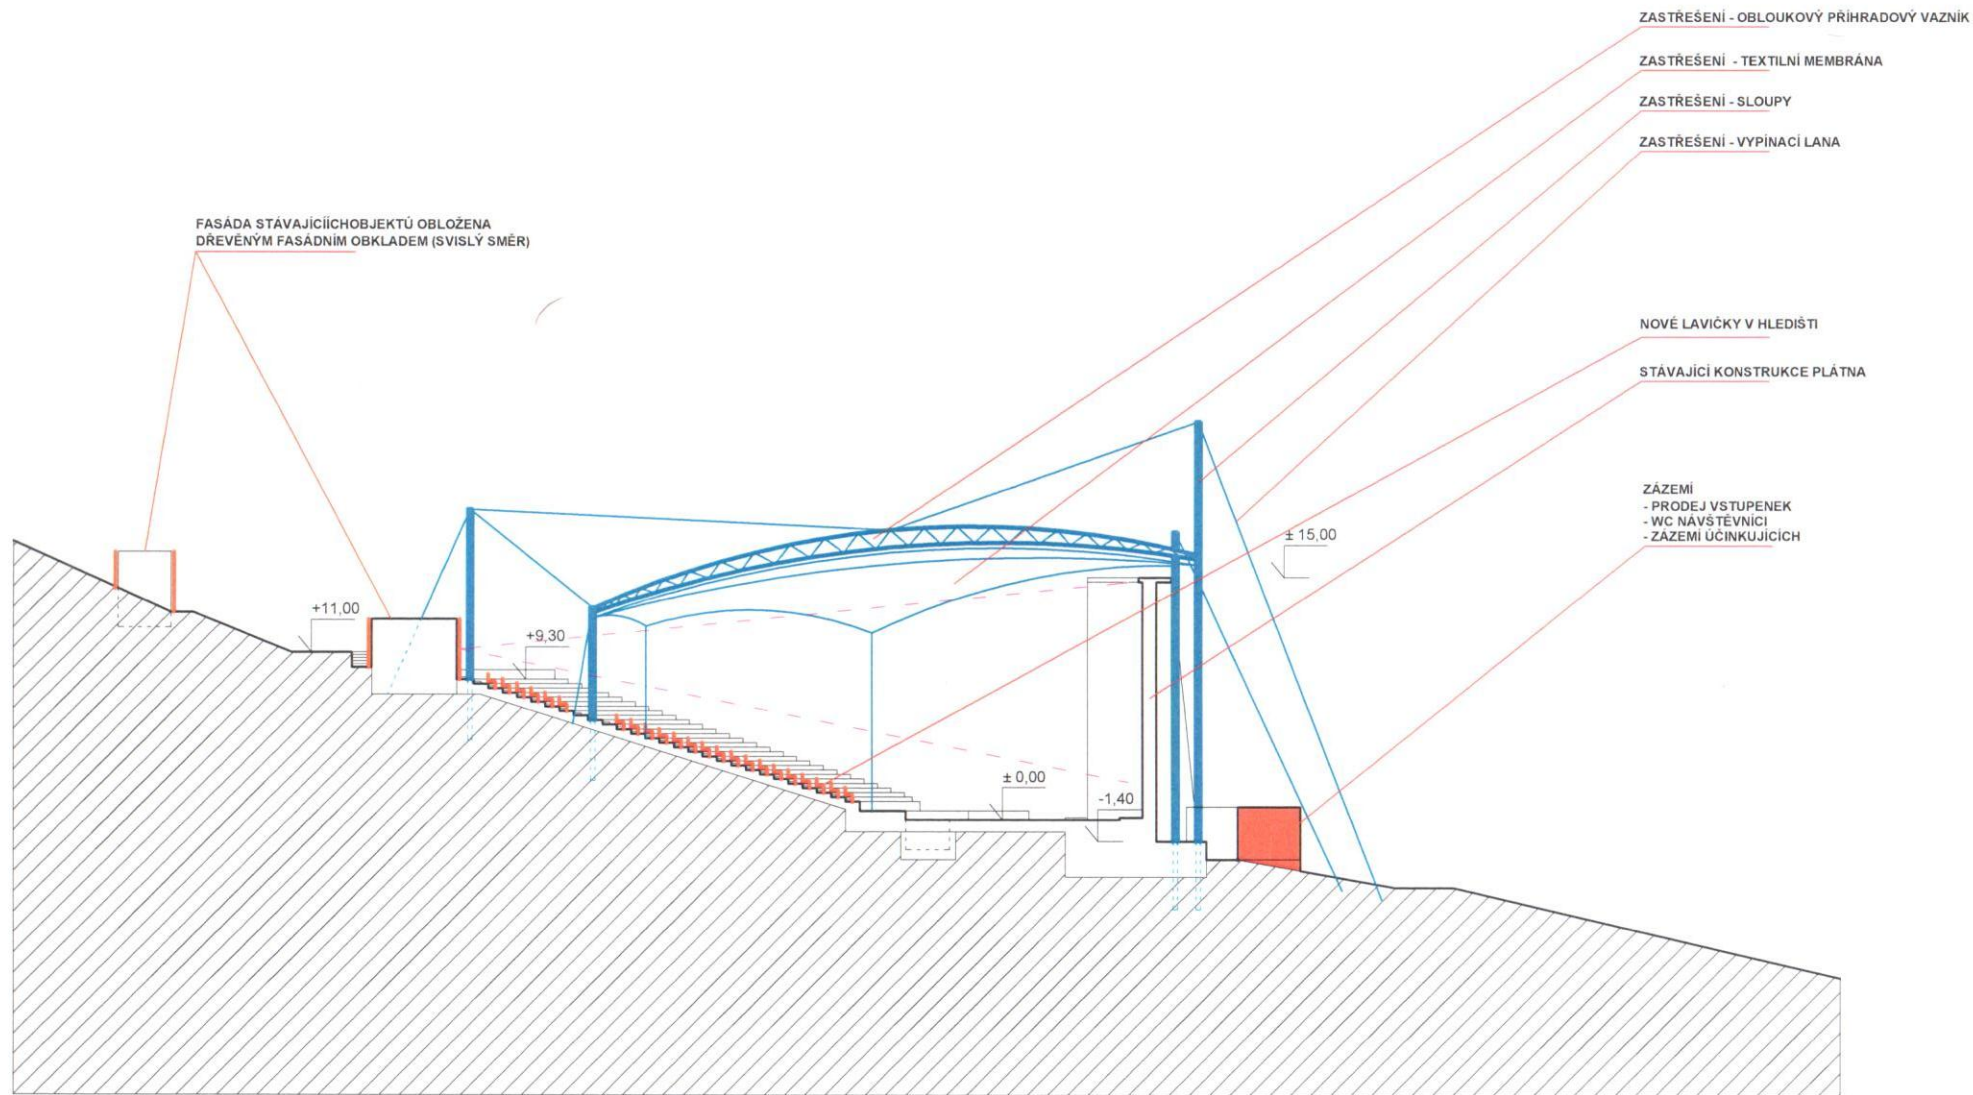 ZASTŘEŠENÍ - OBLOUKOVÝ PŘÍHRADOVÝ VAZNÍK
ZASTŘEŠENÍ - TEXTILNÍ MEMBRÁNA
ZASTŘEŠENÍ - SLOUPY
ZASTŘEŠENÍ - VYPÍNACÍ LANA
FASÁDA STÁVAJÍCÍÍCHOBJEKTŮ OBLOŽENA
DŘEVĚNÝM FASÁDNÍM OBKLADEM (SVISLÝ SMĚR)
NOVÉ LAVIČKY V HLEDIŠTI
STÁVAJÍCÍ KONSTRUKCE PLÁTNA
ZÁZEMÍ
- PRODEJ VSTUPENEK
- WC NÁVŠTĚVNÍCI
- ZÁZEMÍ ÚČINKUJÍCÍCH
± 15,00
+11,00
+9,30
± 0,00
-1,40